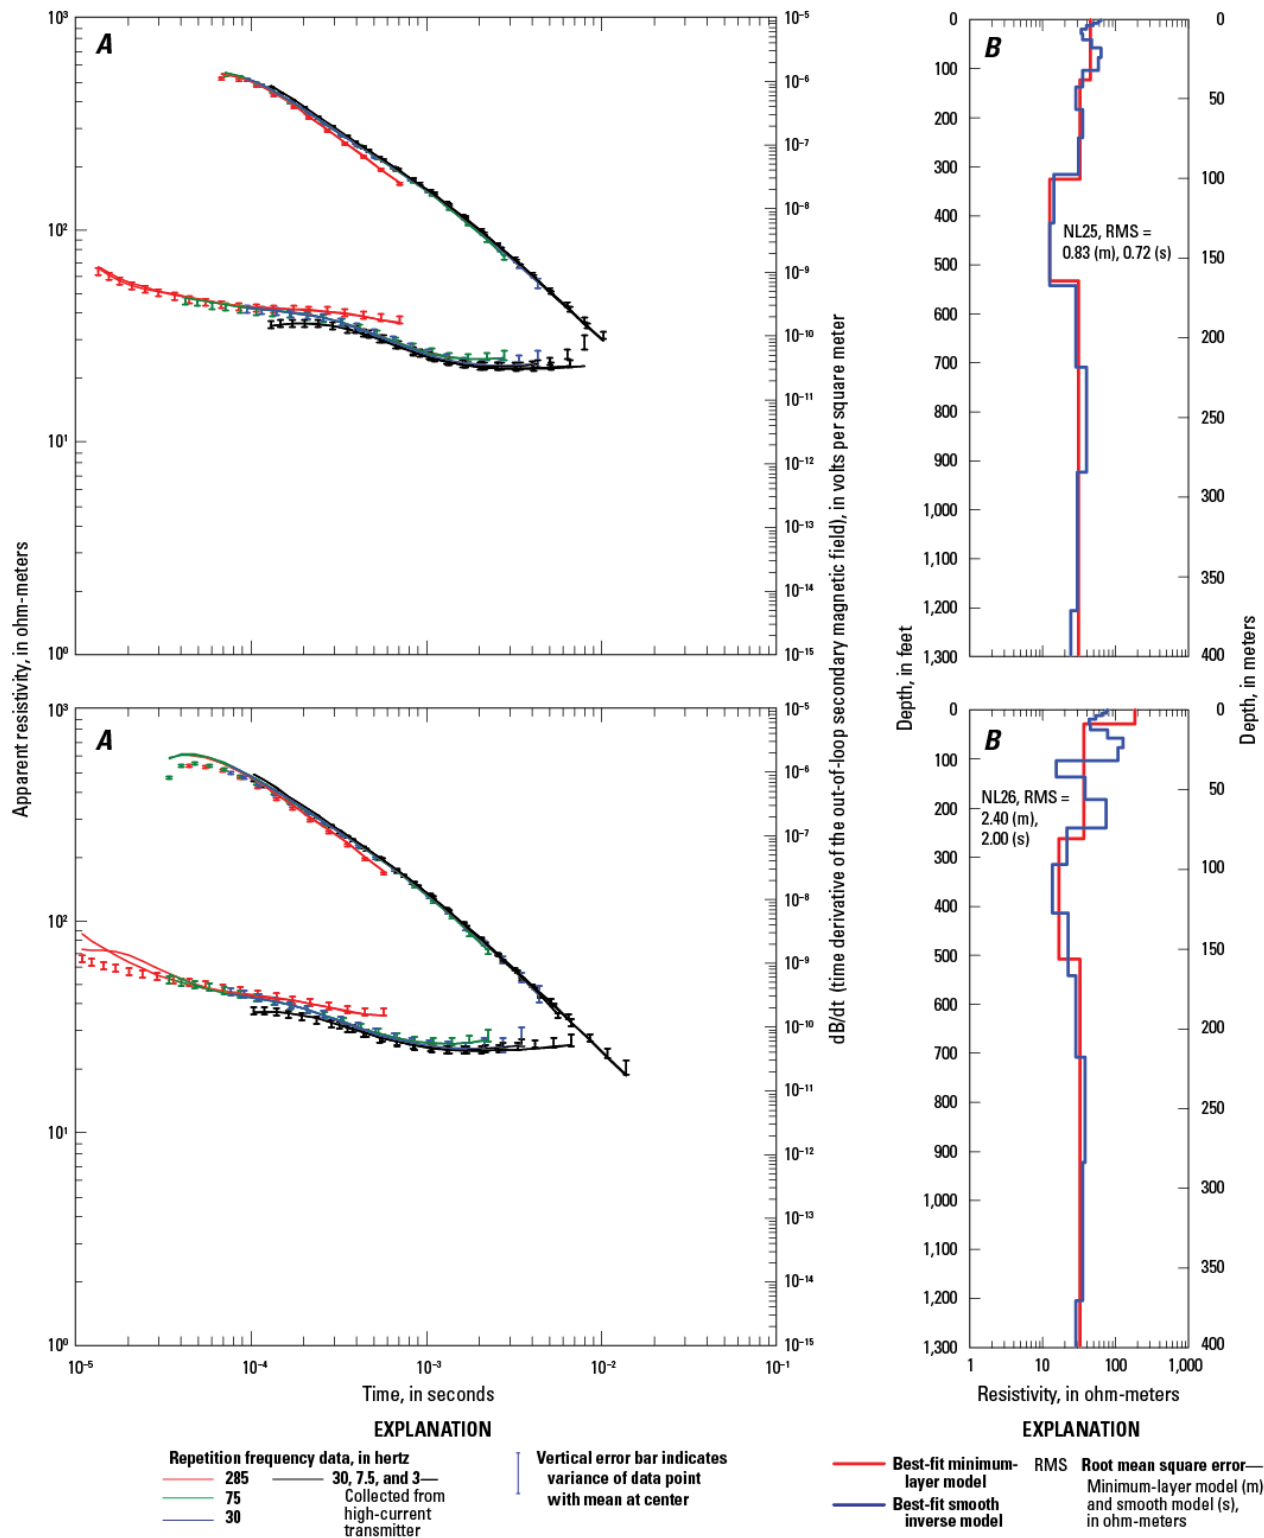 A
B
10³
10²
10¹
10⁰
10⁻⁵
10⁻⁶
10⁻⁷
10⁻⁸
10⁻⁹
10⁻¹⁰
10⁻¹¹
10⁻¹²
10⁻¹³
10⁻¹⁴
10⁻¹⁵
0
100
200
300
400
500
600
700
800
900
1,000
1,100
1,200
1,300
0
50
100
150
200
250
300
350
400
NL25, RMS =
0.83 (m), 0.72 (s)
Apparent resistivity, in ohm-meters
dB/dt (time derivative of the out-of-loop secondary magnetic field), in volts per square meter
Depth, in feet
Depth, in meters
A
B
10³
10²
10¹
10⁰
10⁻⁵
10⁻⁶
10⁻⁷
10⁻⁸
10⁻⁹
10⁻¹⁰
10⁻¹¹
10⁻¹²
10⁻¹³
10⁻¹⁴
10⁻¹⁵
0
100
200
300
400
500
600
700
800
900
1,000
1,100
1,200
1,300
0
50
100
150
200
250
300
350
400
NL26, RMS =
2.40 (m),
2.00 (s)
10⁻⁵ 10⁻⁴ 10⁻³ 10⁻² 10⁻¹
Time, in seconds
1 10 100 1,000
Resistivity, in ohm-meters
EXPLANATION
Repetition frequency data, in hertz
285
75
30
30, 7.5, and 3—
Collected from
high-current
transmitter
Vertical error bar indicates
variance of data point
with mean at center
EXPLANATION
Best-fit minimum-
layer model
Best-fit smooth
inverse model
RMS Root mean square error—
Minimum-layer model (m)
and smooth model (s),
in ohm-meters